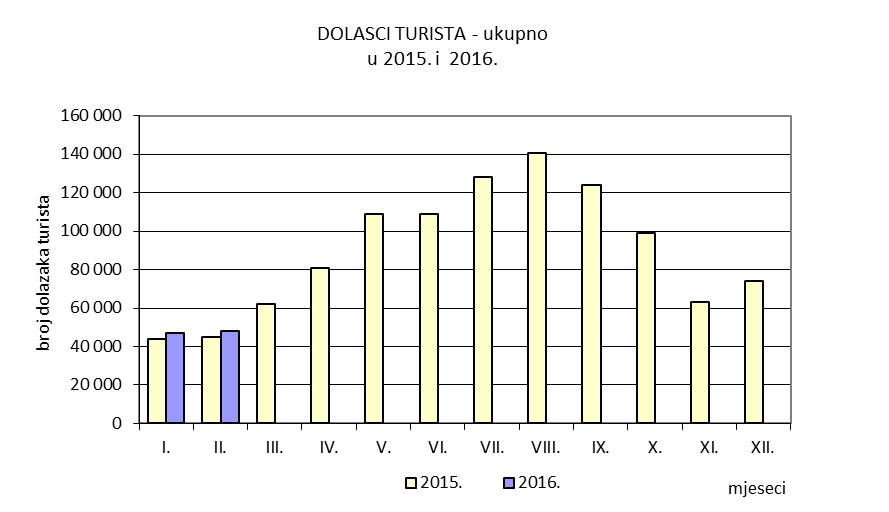 DOLASCI TURISTA - ukupno
u 2015. i  2016.
broj dolazaka turista
160 000
140 000
120 000
100 000
80 000
60 000
40 000
20 000
0
I. II. III. IV. V. VI. VII. VIII. IX. X. XI. XII.
2015. 2016.
mjeseci